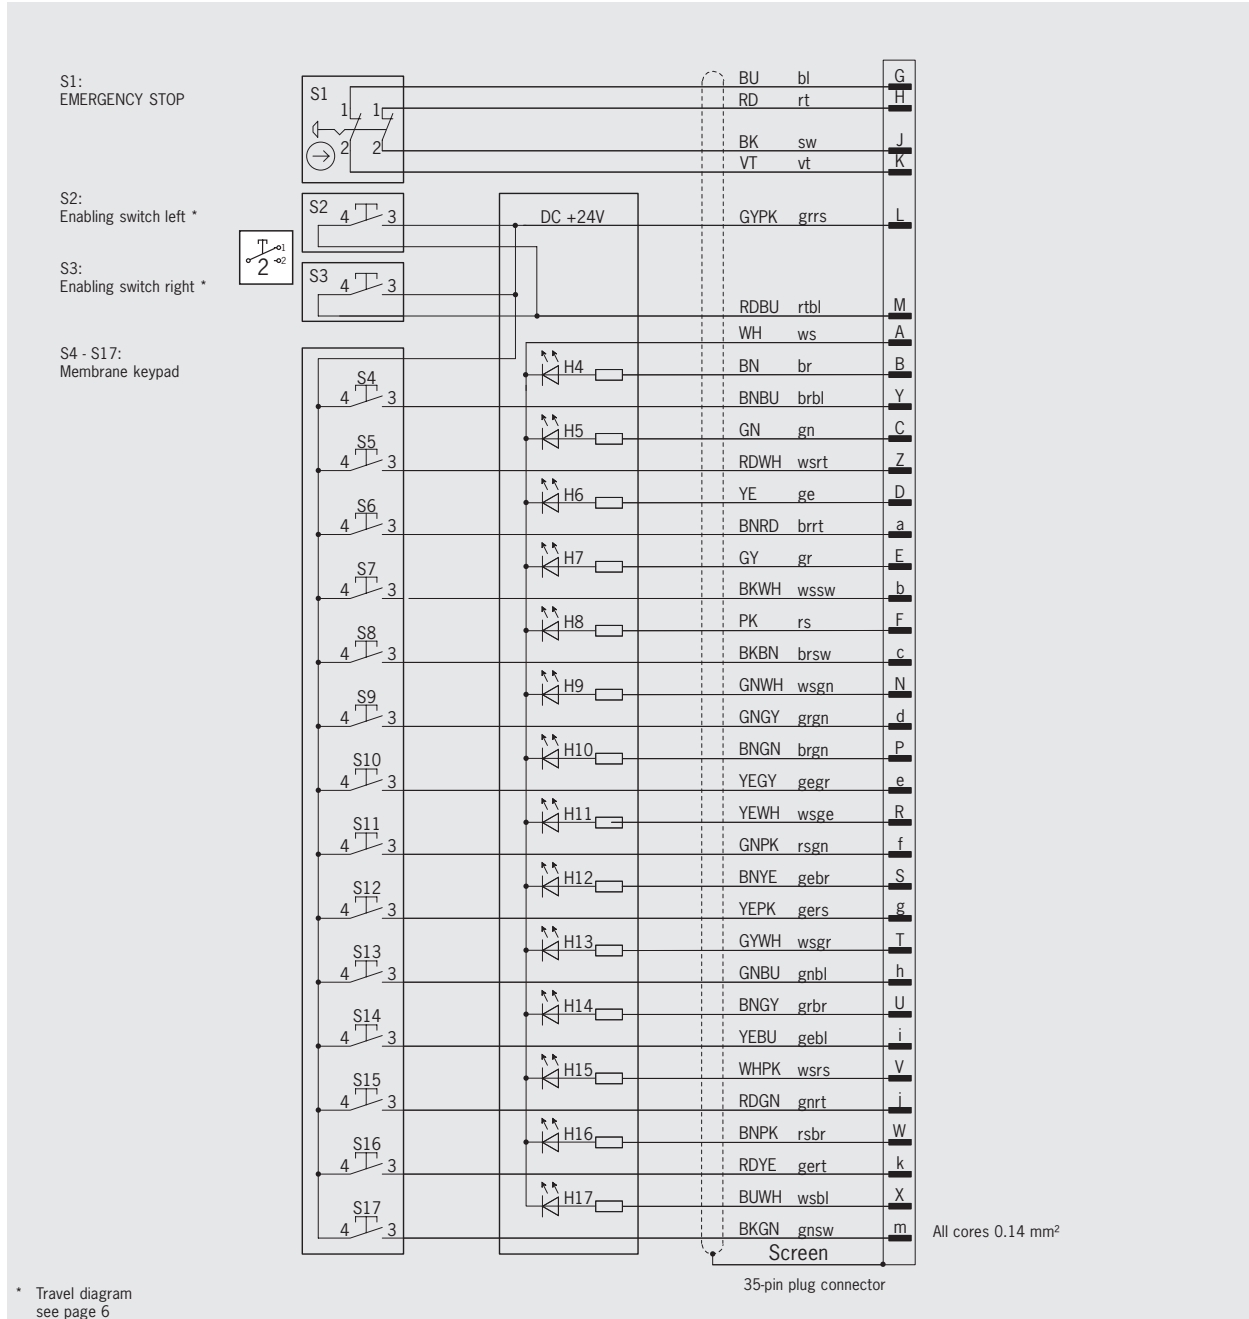 S1:
EMERGENCY STOP
S1
1 1
2 2
BU bl G
RD rt H
BK sw J
VT vt K
S2:
Enabling switch left *
S2 4 3
DC +24V
GYPK grrs L
1
2
2
S3:
Enabling switch right *
S3 4 3
RDBU rtbl M
WH ws A
S4 - S17:
Membrane keypad
H4 BN br B
S4
4 3 BNBU brbl Y
H5 GN gn C
S5
4 3 RDWH wsrt Z
H6 YE ge D
S6
4 3 BNRD brrt a
H7 GY gr E
S7
4 3 BKWH wssw b
H8 PK rs F
S8
4 3 BKBN brsw c
H9 GNWH wsgn N
S9
4 3 GNGY grgn d
H10 BNGN brgn P
S10
4 3 YEGY gegr e
H11 YEWH wsge R
S11
4 3 GNPK rsgn f
H12 BNYE gebr S
S12
4 3 YEPK gers g
H13 GYWH wsgr T
S13
4 3 GNBU gnbl h
H14 BNGY grbr U
S14
4 3 YEBU gebl i
H15 WHPK wsrs V
S15
4 3 RDGN gnrt j
H16 BNPK rsbr W
S16
4 3 RDYE gert k
H17 BUWH wsbl X
S17
4 3 BKGN gnsw m
All cores 0.14 mm²
Screen
35-pin plug connector
* Travel diagram
see page 6